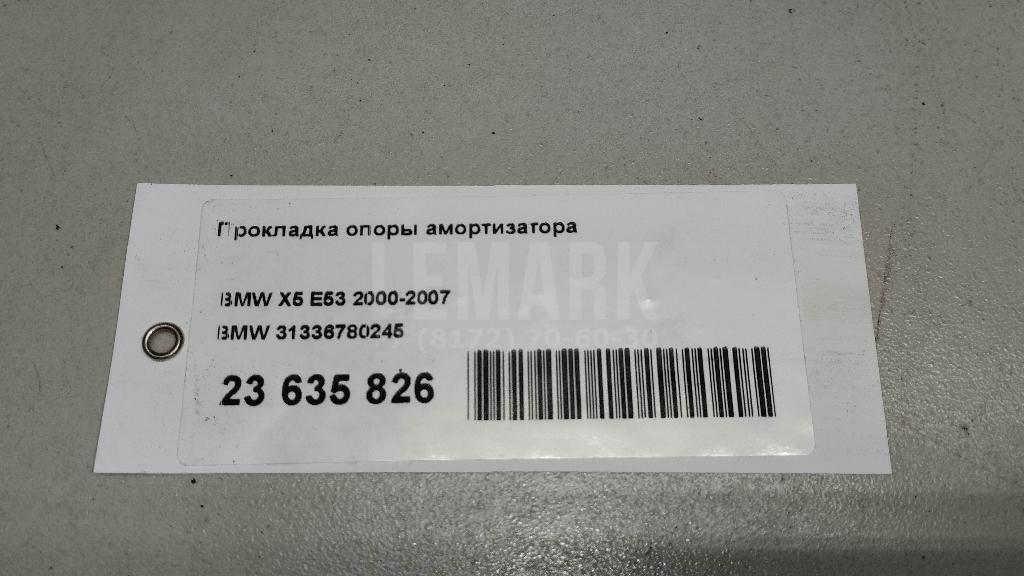 Прокладка опоры амортизатора
LEMARK
BMW X5 E53 2000-2007
BMW 31336780245
(8172) 70-60-30
23 635 826